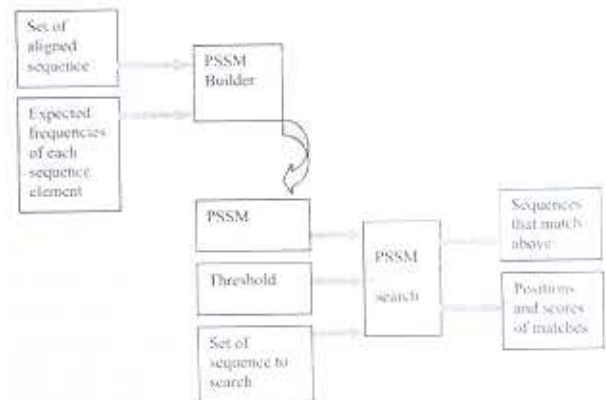 Set of
aligned
sequence
PSSM
Builder
Expected
frequencies
of each
sequence
element
PSSM
Threshold
Set of
sequence to
search
PSSM
search
Sequences
that match
above
Positions
and scores
of matches